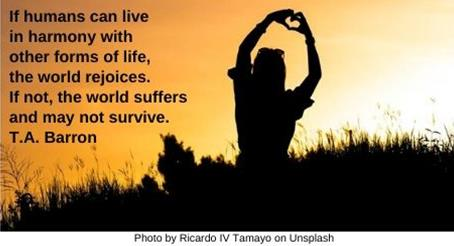 If humans can live
in harmony with
other forms of life,
the world rejoices.
If not, the world suffers
and may not survive.
T.A. Barron
Photo by Ricardo IV Tamayo on Unsplash